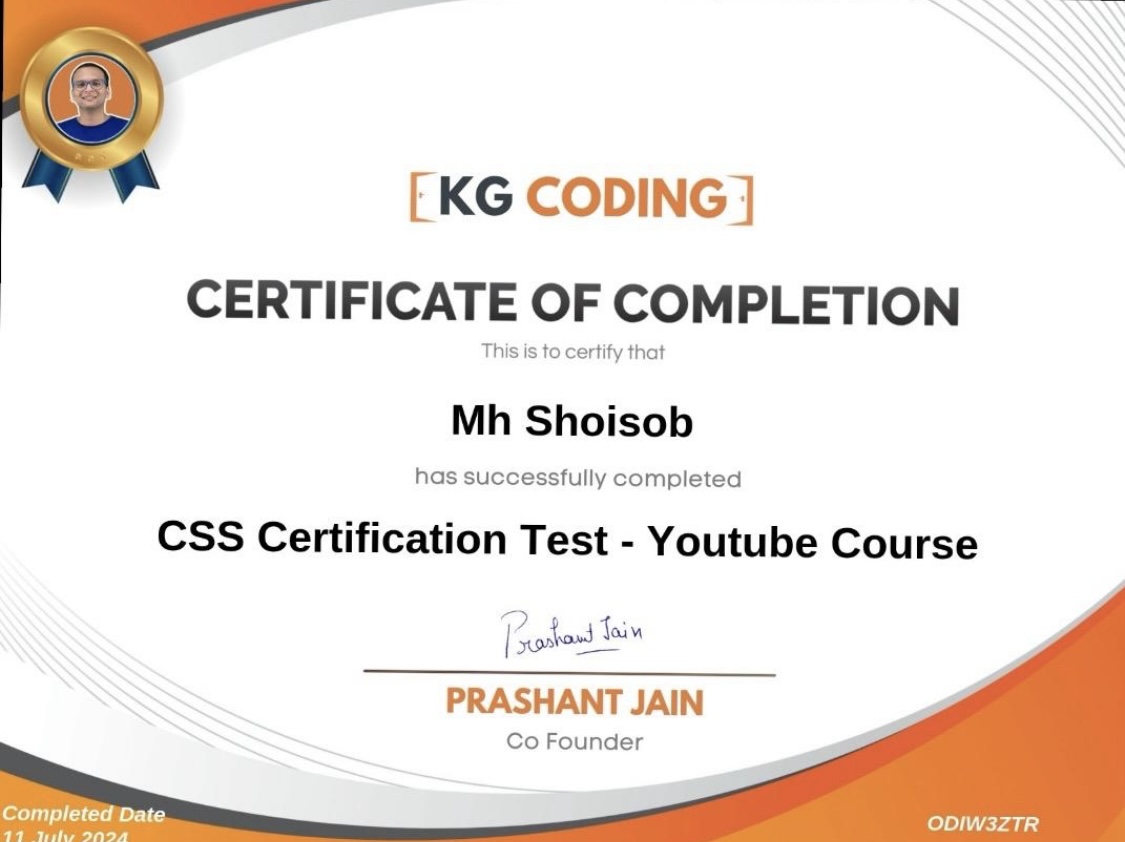 [KG CODING]
CERTIFICATE OF COMPLETION
This is to certify that
Mh Shoisob
has successfully completed
CSS Certification Test - Youtube Course
Prashant Jain
PRASHANT JAIN
Co Founder
Completed Date
11 July 2024
ODIW3ZTR